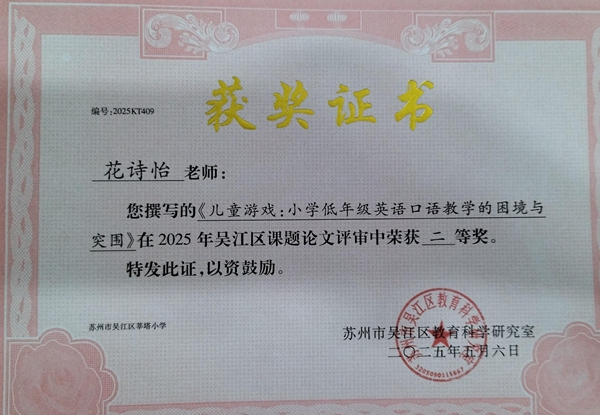 编号:2025KT409
获奖证书
花诗怡 老师:
您撰写的《儿童游戏:小学低年级英语口语教学的困境与
突围》在 2025 年吴江区课题论文评审中荣获 二 等奖。
特发此证,以资鼓励。
苏州市吴江区莘塔小学
苏州市吴江区教育科学研究室
二〇二五年五月六日